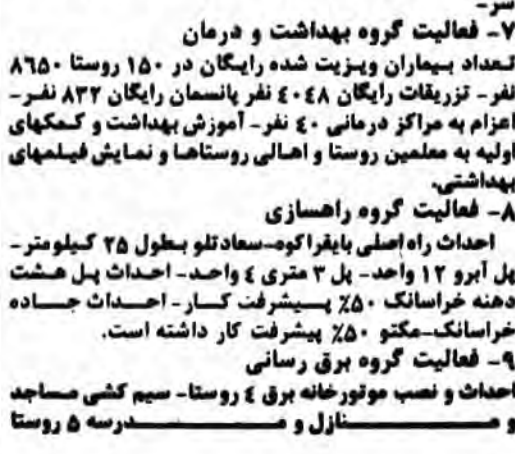 سر-
۷- فعالیت گروه بهداشت و درمان
تعداد بیماران ویزیت شده رایگان در ۱۵۰ روستا ۸۶۵۰
نفر- تزریقات رایگان ۴۰۴۸ نفر پانسمان رایگان ۸۳۲ نفر-
اعزام به مراکز درمانی ۴۰ نفر- آموزش بهداشت و کمکهای
اولیه به معلمین روستا و اهالی روستاها و نمایش فیلمهای
بهداشتی.
۸- فعالیت گروه راهسازی
احداث راه اصلی بایقراکوه-سعادتلو بطول ۲۵ کیلومتر-
پل آبرو ۱۲ واحد- پل ۳ متری ۴ واحد- احداث پل هشت
دهنه خراسانک ۵۰٪ پیشرفت کار- احداث جاده
خراسانک-مکتو ۵۰٪ پیشرفت کار داشته است.
۹- فعالیت گروه برق رسانی
احداث و نصب موتورخانه برق ۴ روستا- سیم کشی مساجد
و منازل و مدرسه ۵ روستا